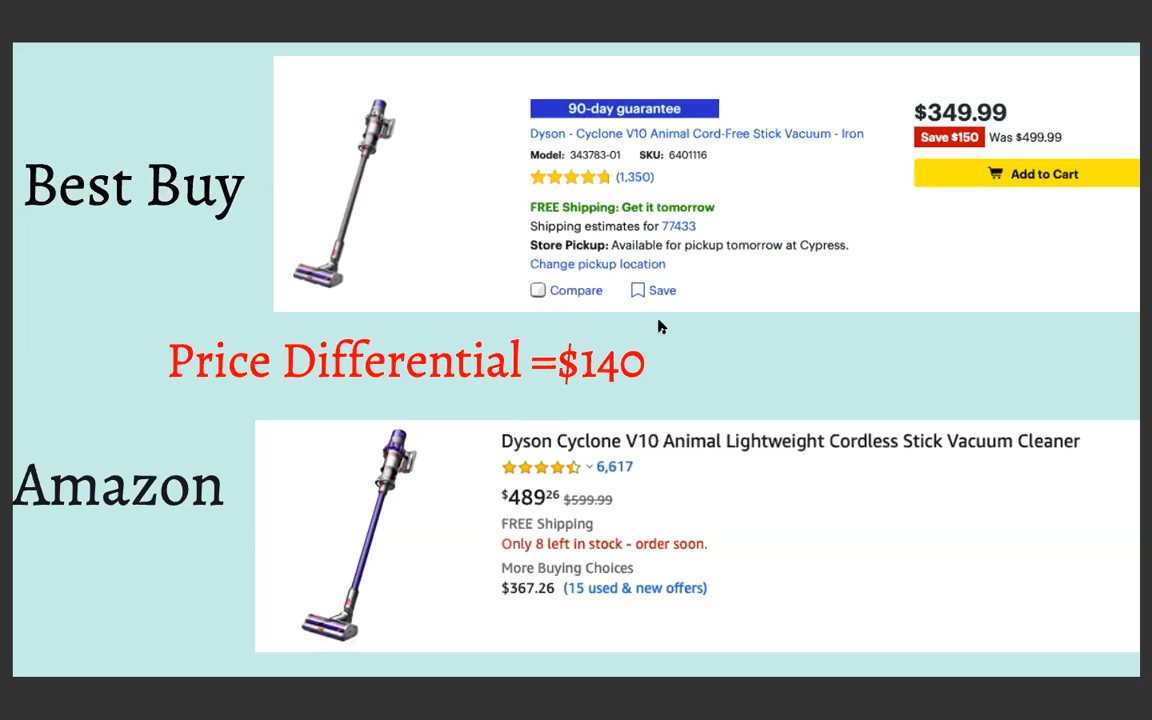 90-day guarantee
$349.99
Dyson - Cyclone V10 Animal Cord-Free Stick Vacuum - Iron
Save $150 Was $499.99
Model: 343783-01 SKU: 6401116
Add to Cart
Best Buy
(1,350)
FREE Shipping: Get it tomorrow
Shipping estimates for 77433
Store Pickup: Available for pickup tomorrow at Cypress.
Change pickup location
Compare Save
Price Differential =$140
Dyson Cyclone V10 Animal Lightweight Cordless Stick Vacuum Cleaner
6,617
Amazon
$489.26 $599.99
FREE Shipping
Only 8 left in stock - order soon.
More Buying Choices
$367.26 (15 used & new offers)